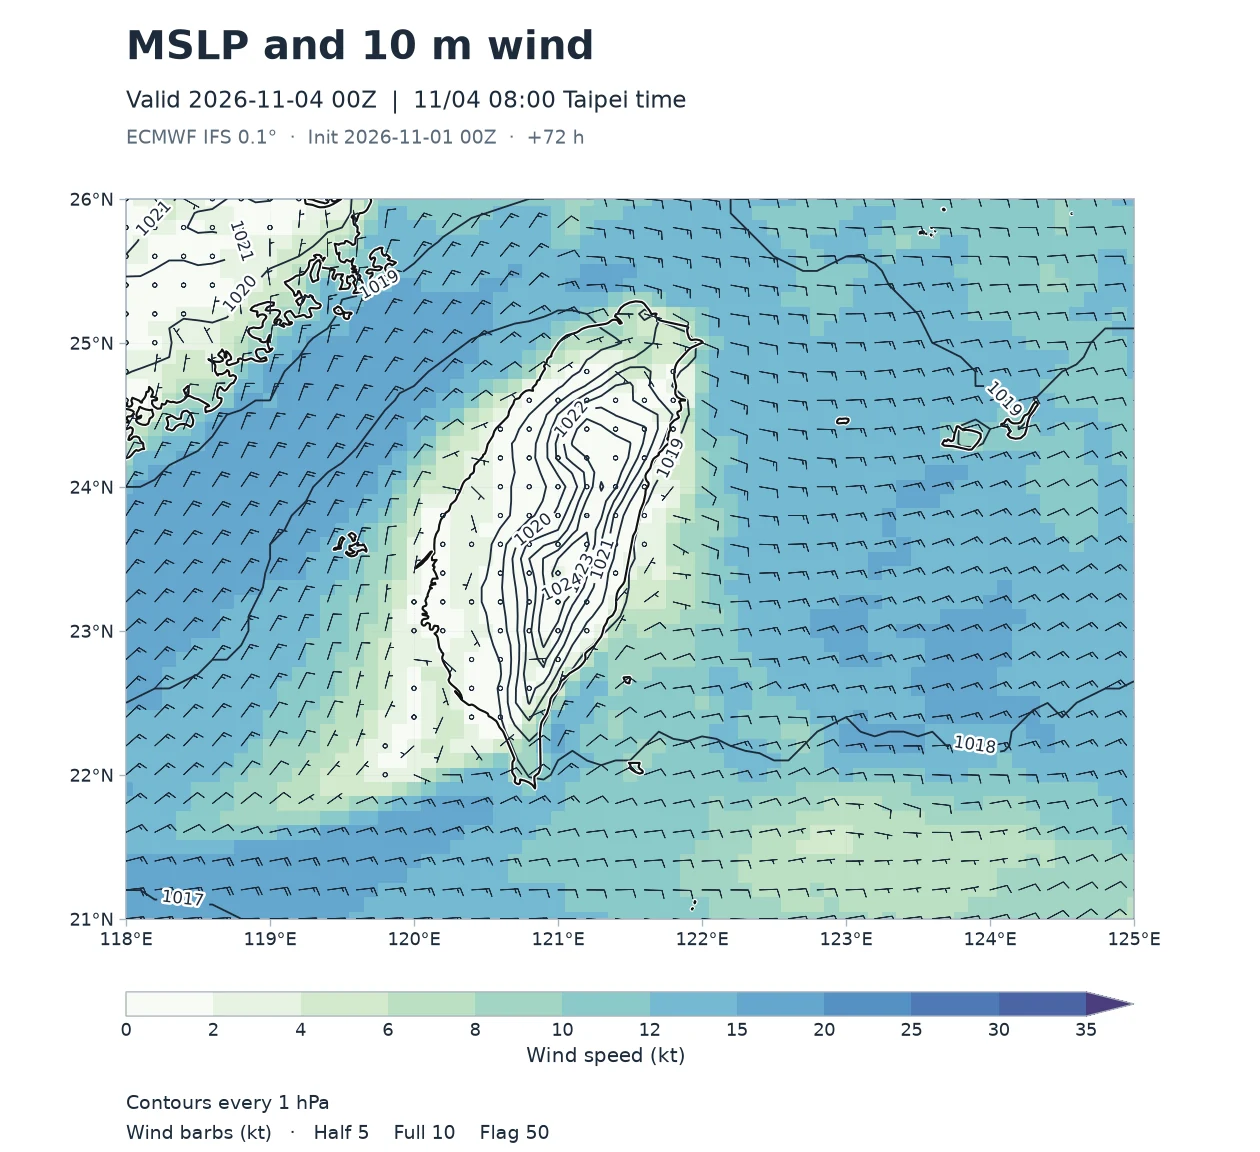 MSLP and 10 m wind
Valid 2026-11-04 00Z | 11/04 08:00 Taipei time
ECMWF IFS 0.1° · Init 2026-11-01 00Z · +72 h
26°N
1021
1021
1020
1019
25°N
1019
1022
1019
24°N
1020
1021
1024
23°N
1018
22°N
1017
21°N
118°E 119°E 120°E 121°E 122°E 123°E 124°E 125°E
0 2 4 6 8 10 12 15 20 25 30 35
Wind speed (kt)
Contours every 1 hPa
Wind barbs (kt) · Half 5 Full 10 Flag 50